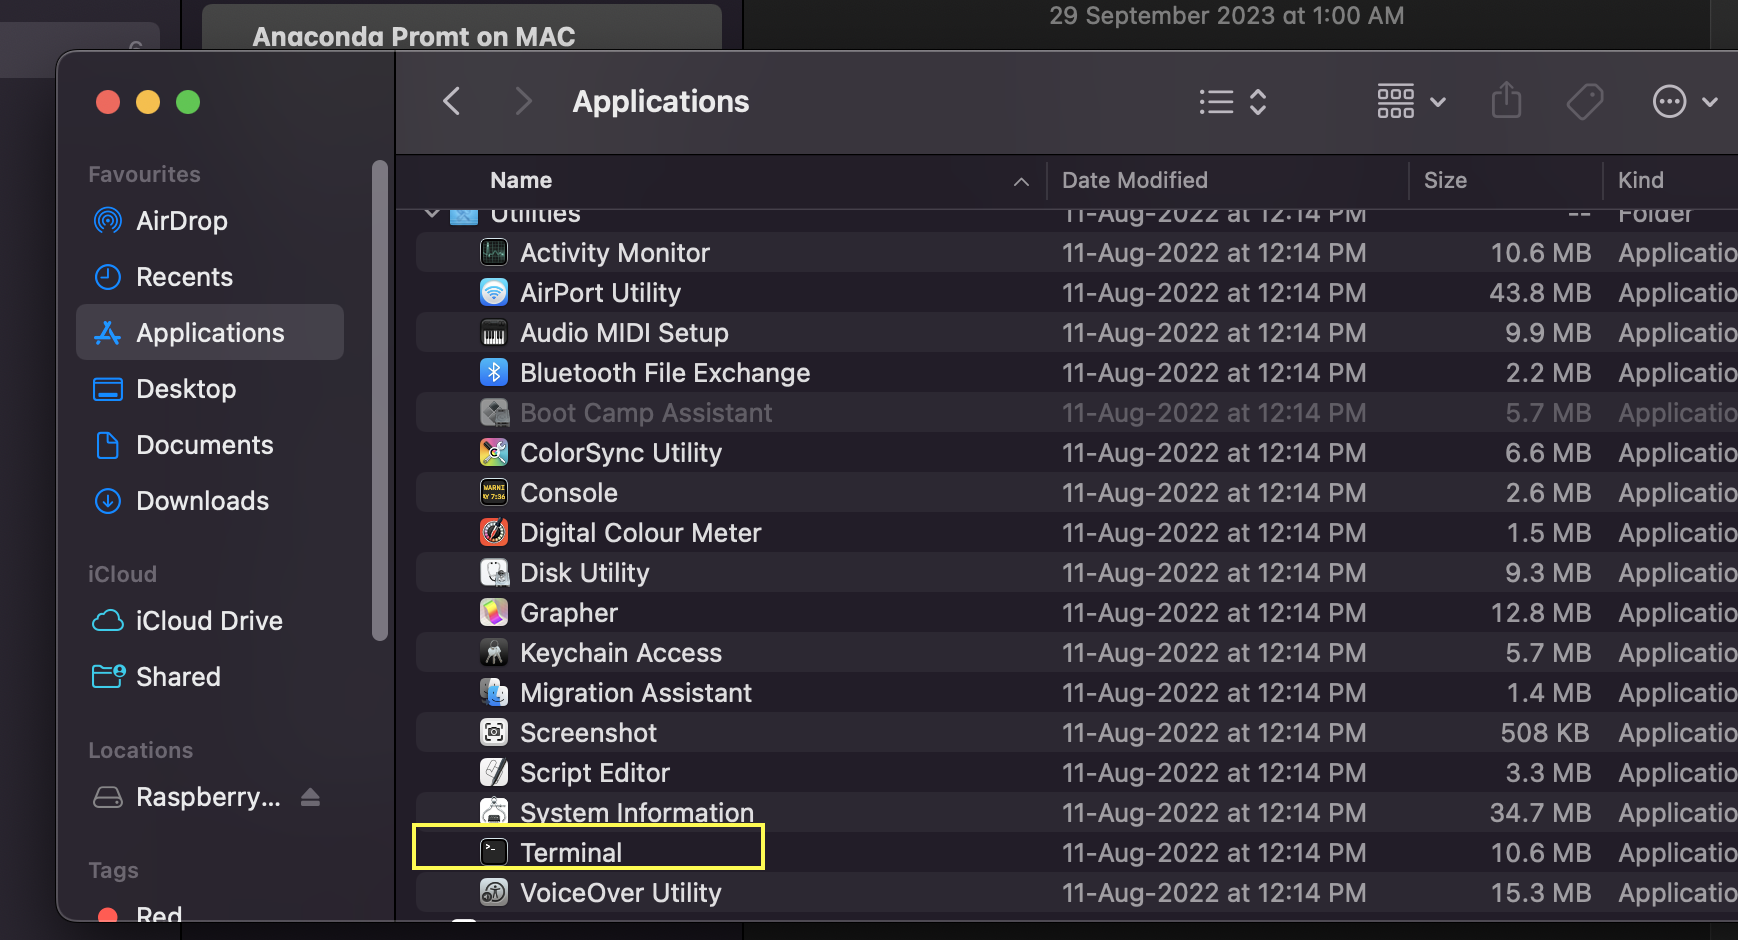 29 September 2023 at 1:00 AM
Anaconda Promt on MAC
Applications
Favourites
AirDrop
Recents
Applications
Desktop
Documents
Downloads
iCloud
iCloud Drive
Shared
Locations
Raspberry...
Tags
Red
Name Date Modified Size Kind
Utilities 11-Aug-2022 at 12:14 PM -- Folder
Activity Monitor 11-Aug-2022 at 12:14 PM 10.6 MB Applicatio
AirPort Utility 11-Aug-2022 at 12:14 PM 43.8 MB Applicatio
Audio MIDI Setup 11-Aug-2022 at 12:14 PM 9.9 MB Applicatio
Bluetooth File Exchange 11-Aug-2022 at 12:14 PM 2.2 MB Applicatio
Boot Camp Assistant 11-Aug-2022 at 12:14 PM 5.7 MB Applicatio
ColorSync Utility 11-Aug-2022 at 12:14 PM 6.6 MB Applicatio
Console 11-Aug-2022 at 12:14 PM 2.6 MB Applicatio
Digital Colour Meter 11-Aug-2022 at 12:14 PM 1.5 MB Applicatio
Disk Utility 11-Aug-2022 at 12:14 PM 9.3 MB Applicatio
Grapher 11-Aug-2022 at 12:14 PM 12.8 MB Applicatio
Keychain Access 11-Aug-2022 at 12:14 PM 5.7 MB Applicatio
Migration Assistant 11-Aug-2022 at 12:14 PM 1.4 MB Applicatio
Screenshot 11-Aug-2022 at 12:14 PM 508 KB Applicatio
Script Editor 11-Aug-2022 at 12:14 PM 3.3 MB Applicatio
System Information 11-Aug-2022 at 12:14 PM 34.7 MB Applicatio
Terminal 11-Aug-2022 at 12:14 PM 10.6 MB Applicatio
VoiceOver Utility 11-Aug-2022 at 12:14 PM 15.3 MB Applicatio